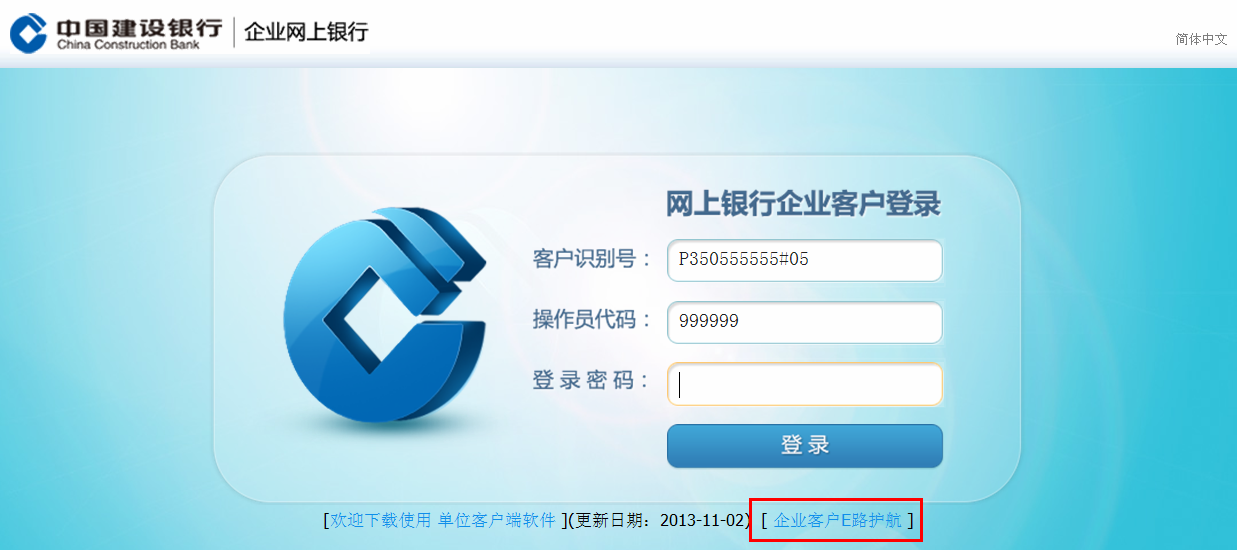 中国建设银行 企业网上银行
China Construction Bank
简体中文
网上银行企业客户登录
客户识别号： P350555555#05
操作员代码： 999999
登录密码：
登录
[欢迎下载使用 单位客户端软件 ](更新日期：2013-11-02) [ 企业客户E路护航 ]